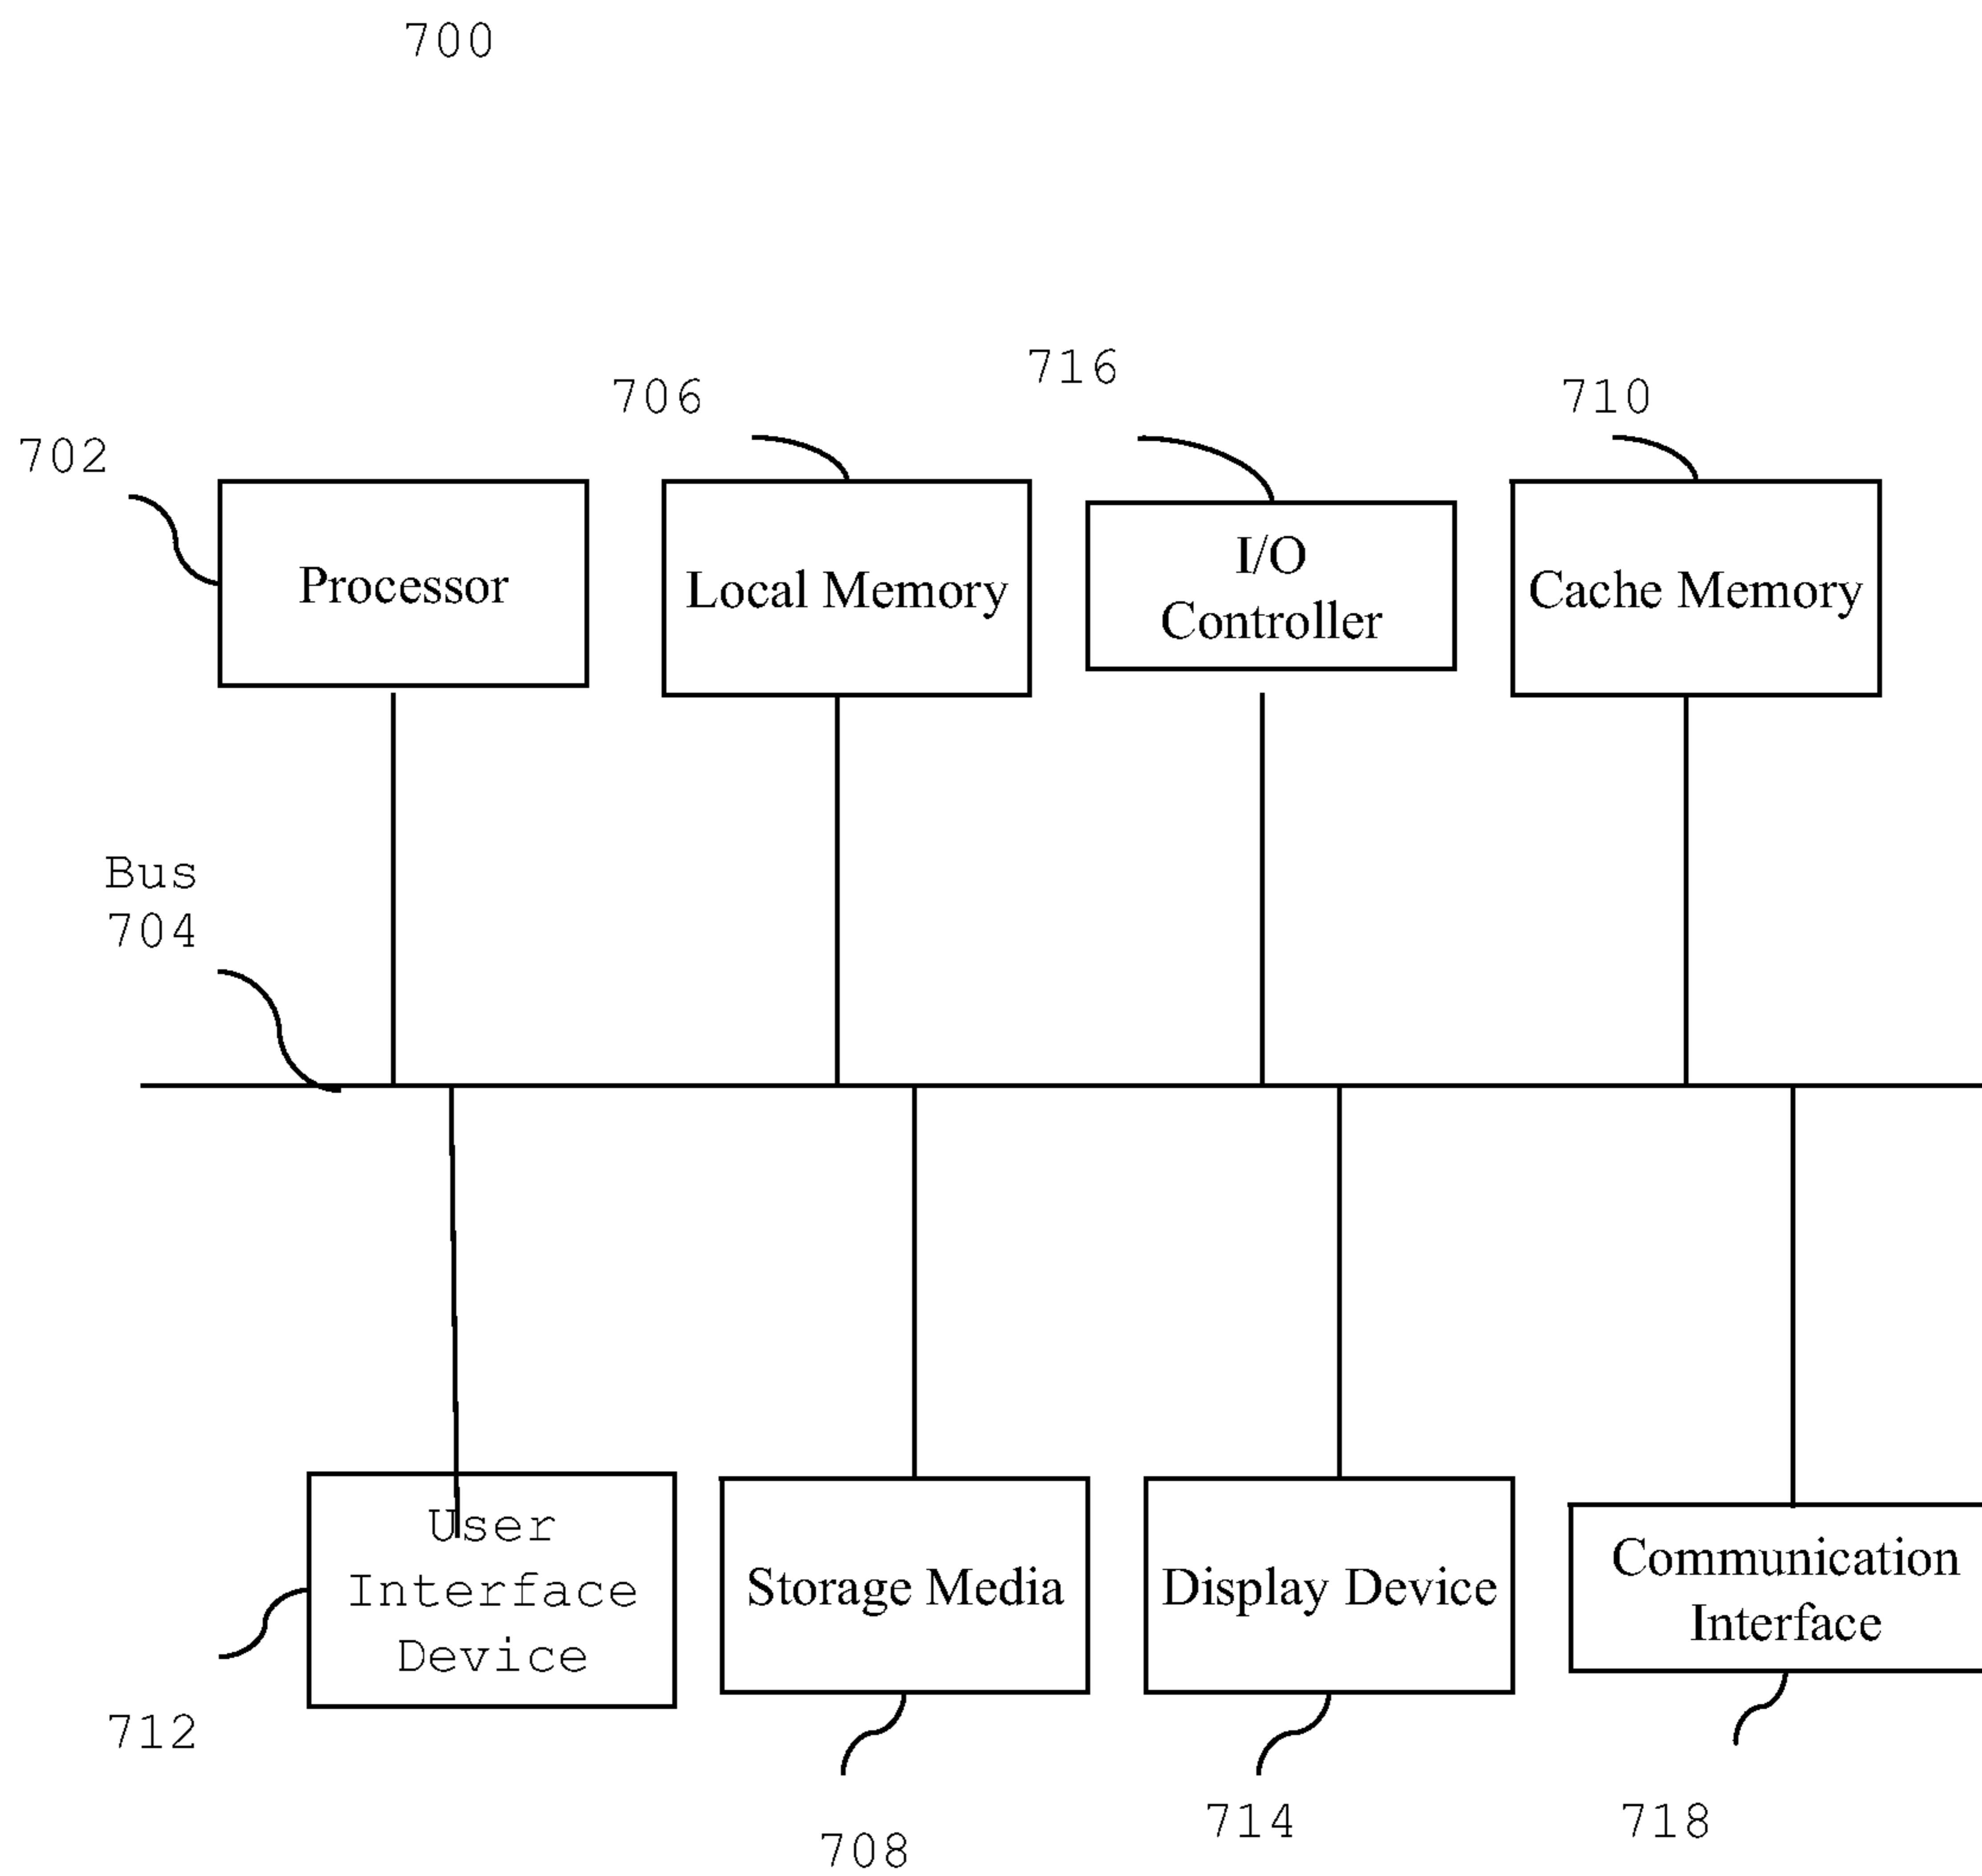 700
716
706
710
702
Processor
Local Memory
I/O
Controller
Cache Memory
Bus
704
User
Interface
Device
Storage Media
Display Device
Communication
Interface
712
708
714
718